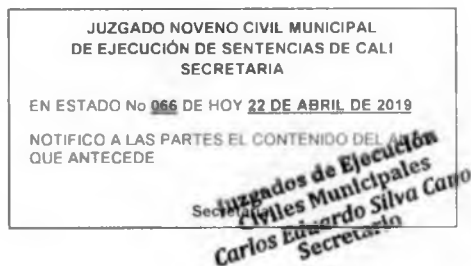 JUZGADO NOVENO CIVIL MUNICIPAL
DE EJECUCIÓN DE SENTENCIAS DE CALI
SECRETARIA
EN ESTADO No 066 DE HOY 22 DE ABRIL DE 2019
NOTIFICO A LAS PARTES EL CONTENIDO DEL
QUE ANTECEDE
Juzgados de Ejecución
Civiles Municipales
Carlos Eduardo Silva Cano
Secretario